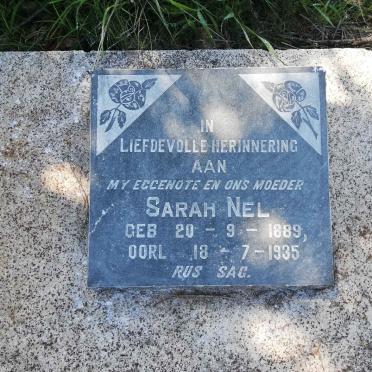 IN
LIEFDEVOLLE HERINNERING
AAN
MY EGGENOTE EN ONS MOEDER
SARAH NEL
GEB 20 - 9 - 1889,
OORL 18 - 7 - 1935
RUS SAG.